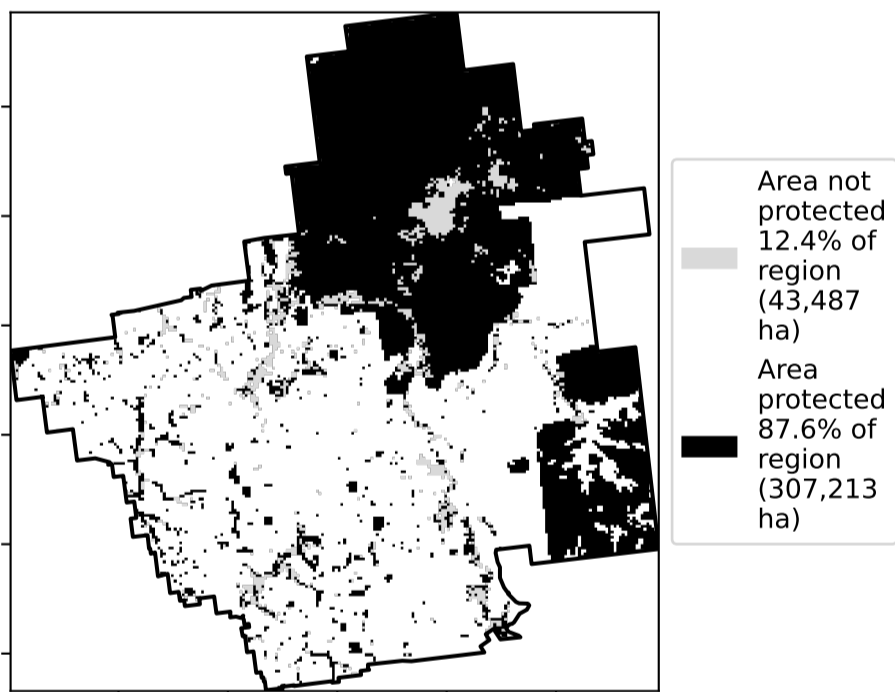 Area not
protected
12.4% of
region
(43,487
ha)
Area
protected
87.6% of
region
(307,213
ha)